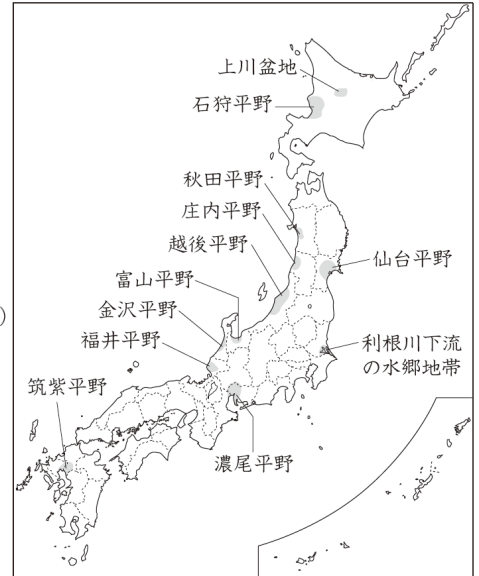 上川盆地
石狩平野
秋田平野
庄内平野
越後平野
仙台平野
富山平野
金沢平野
福井平野
利根川下流
の水郷地帯
筑紫平野
濃尾平野
)